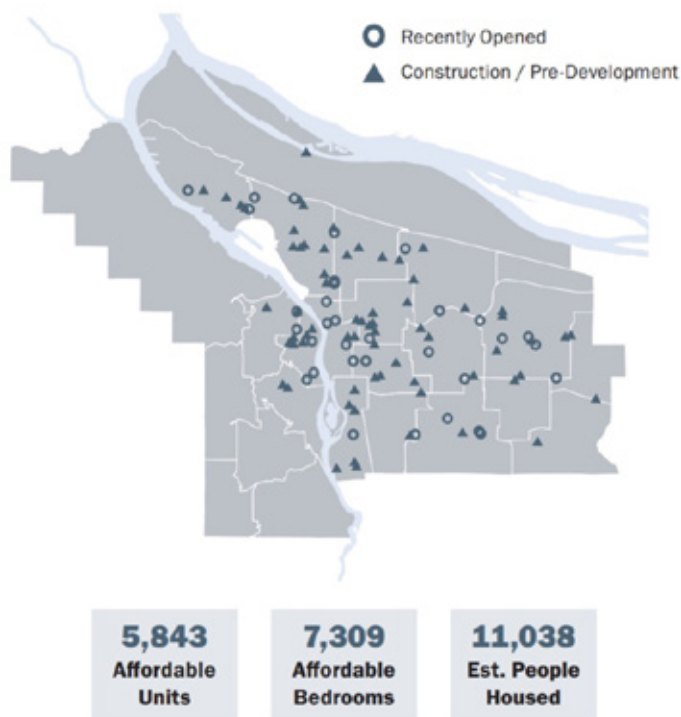 Recently Opened
Construction / Pre-Development
5,843
Affordable
Units
7,309
Affordable
Bedrooms
11,038
Est. People
Housed